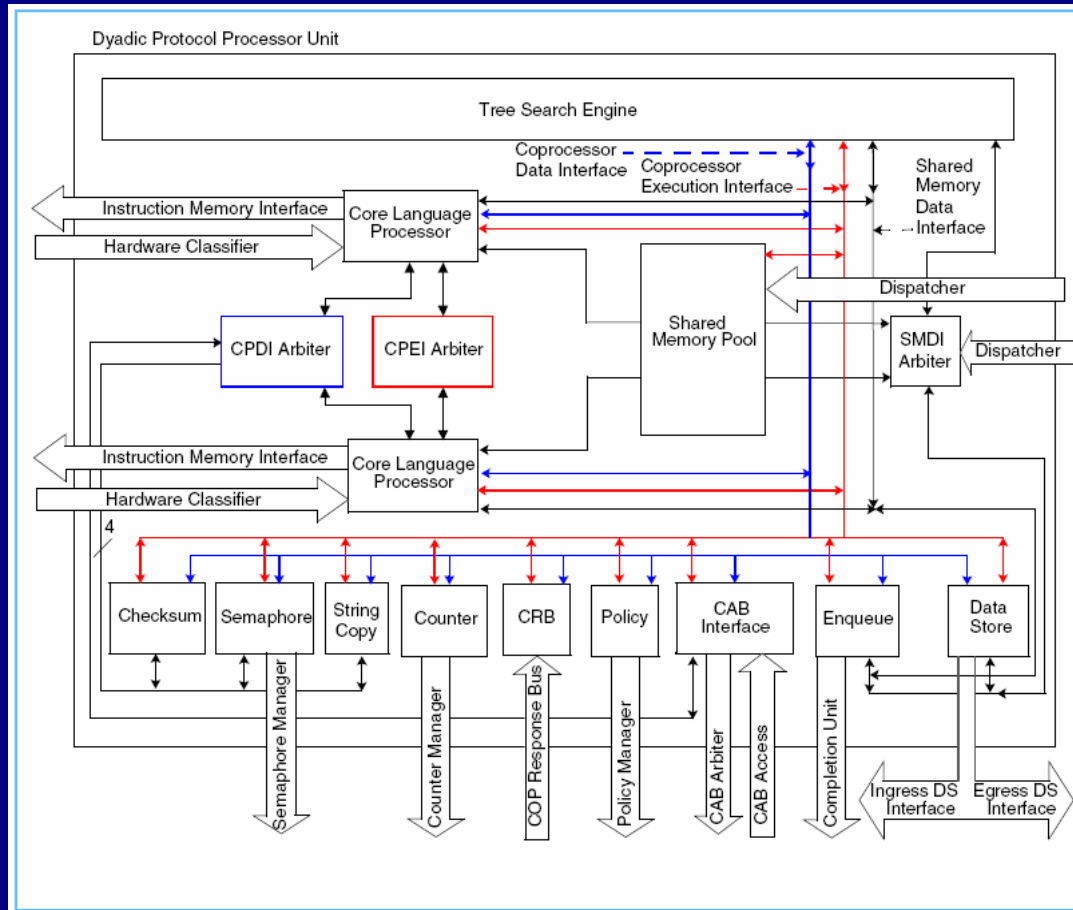 Dyadic Protocol Processor Unit
Tree Search Engine
Coprocessor
Data Interface
Coprocessor
Execution Interface
Shared
Memory
Data
Interface
Instruction Memory Interface
Hardware Classifier
Core Language
Processor
Dispatcher
CPDI Arbiter
CPEI Arbiter
Shared
Memory Pool
SMDI
Arbiter
Dispatcher
Instruction Memory Interface
Hardware Classifier
Core Language
Processor
4
Checksum
Semaphore
String
Copy
Counter
CRB
Policy
CAB
Interface
Enqueue
Data
Store
Semaphore Manager
Counter Manager
COP Response Bus
Policy Manager
CAB Arbiter
CAB Access
Completion Unit
Ingress DS
Interface
Egress DS
Interface